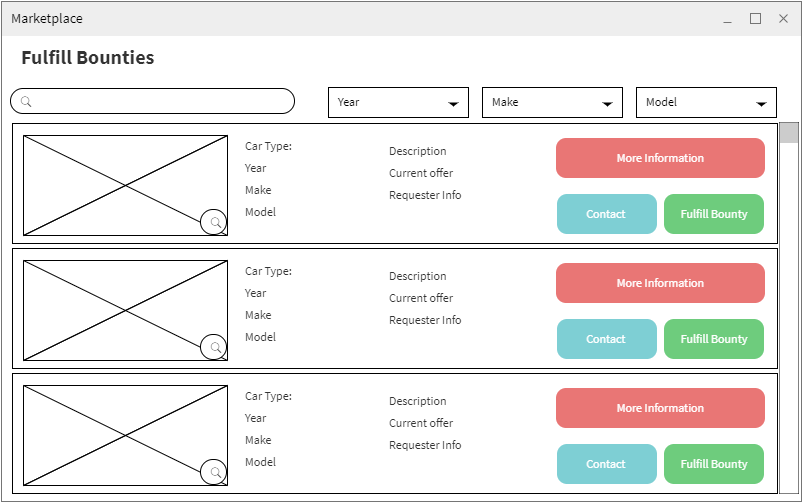 Marketplace
Fulfill Bounties
Year Make Model
Car Type:
Year
Make
Model
Description
Current offer
Requester Info
More Information
Contact Fulfill Bounty
Car Type:
Year
Make
Model
Description
Current offer
Requester Info
More Information
Contact Fulfill Bounty
Car Type:
Year
Make
Model
Description
Current offer
Requester Info
More Information
Contact Fulfill Bounty